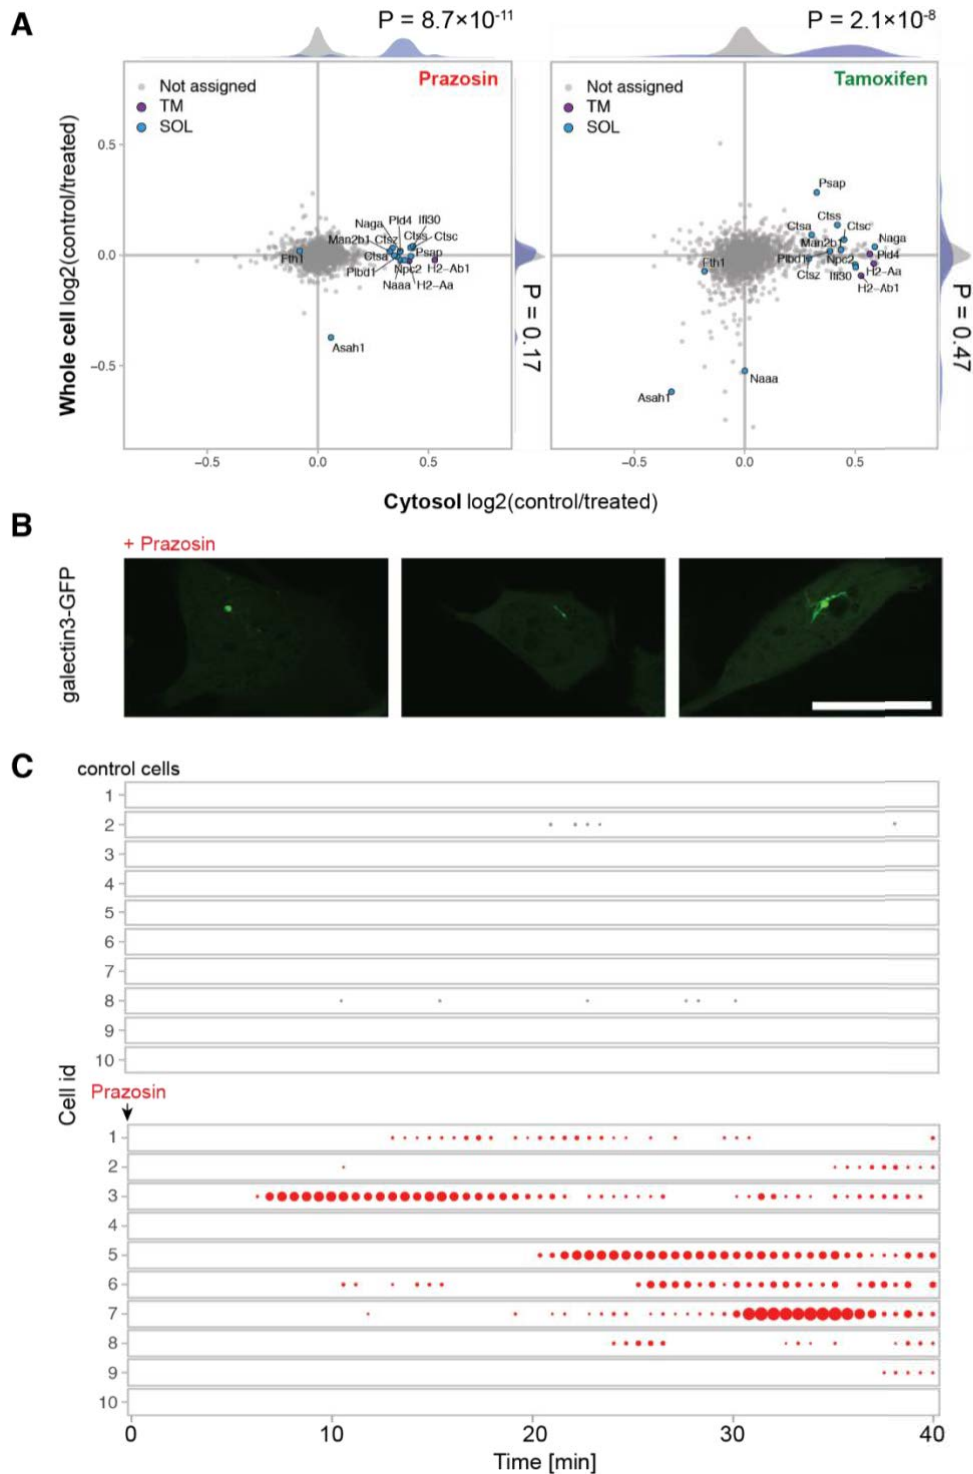 A
P = 8.7×10-11
P = 2.1×10-8
Prazosin
Not assigned
TM
SOL
Naga
Pld4
Ifi30
Man2b1
Ctsz
Ctss
Ctsc
Fth1
Ctsa
Psap
Plbd1
Npc2
H2-Ab1
Naaa
H2-Aa
Asah1
0.5
0.0
-0.5
-0.5
0.0
0.5
P = 0.17
Whole cell log2(control/treated)
Tamoxifen
Not assigned
TM
SOL
Psap
Ctss
Ctsa
Ctsc
Naga
Man2b1
Fth1
Plbd1
Npc2
Pld4
Ctsz
Ifi30
H2-Aa
H2-Ab1
Naaa
Asah1
-0.5
0.0
0.5
P = 0.47
Cytosol log2(control/treated)
B
+ Prazosin
galectin3-GFP
C
control cells
1
2
3
4
5
6
7
8
9
10
Cell id
Prazosin
1
2
3
4
5
6
7
8
9
10
0
10
20
30
40
Time [min]